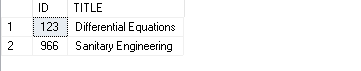 ID TITLE
1 123 Differential Equations
2 966 Sanitary Engineering